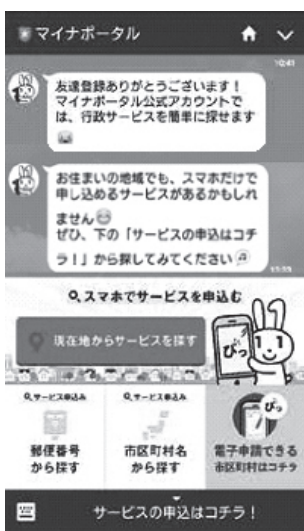 マイナポータル
10:41
友達登録ありがとうございます！
マイナポータル公式アカウントで
は、行政サービスを簡単に探せます
お住まいの地域でも、スマホだけで
申し込めるサービスがあるかもしれ
ません
ぜひ、下の「サービスの申込はコチ
ラ！」から探してみてください
スマホでサービスを申込む
現在地からサービスを探す
ぴっ
サービス申込み
郵便番号
から探す
サービス申込み
市区町村名
から探す
ぴっ
電子申請できる
市区町村はコチラ
サービスの申込はコチラ！